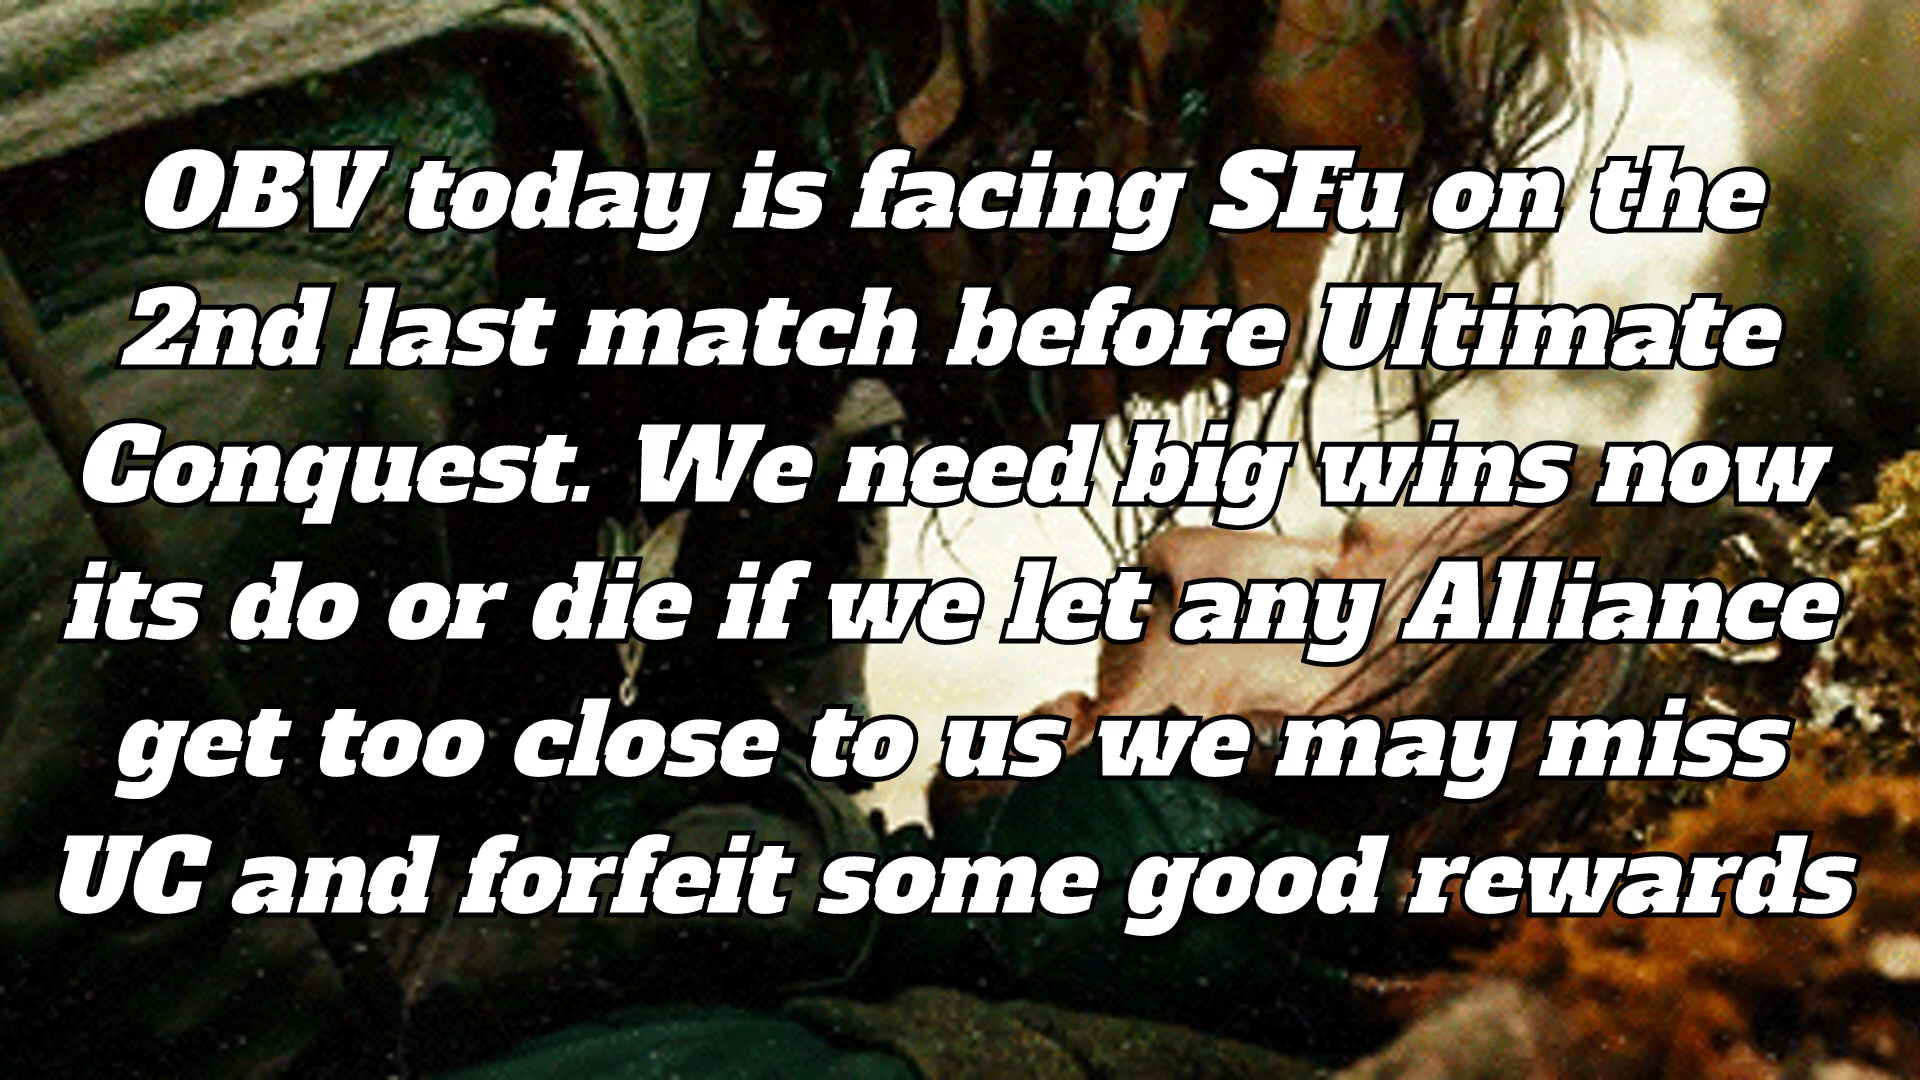 OBV today is facing SFu on the
2nd last match before Ultimate
Conquest. We need big wins now
its do or die if we let any Alliance
get too close to us we may miss
UC and forfeit some good rewards